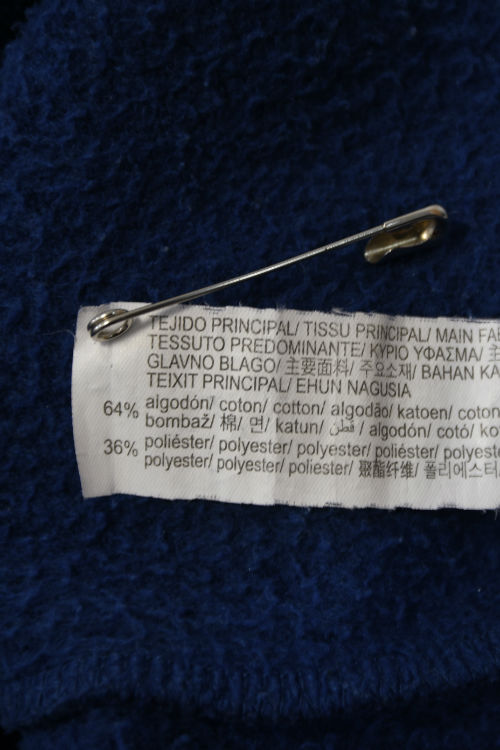 TEJIDO PRINCIPAL/ TISSU PRINCIPAL/ MAIN FA
TESSUTO PREDOMINANTE/ ΚΥΡΙΟ ΥΦΑΣΜΑ/ 主
GLAVNO BLAGO/ 主要面料/ 주요소재/ BAHAN KA
TEIXIT PRINCIPAL/ EHUN NAGUSIA
64% algodón/ coton/ cotton/ algodão/ katoen/ coton
bombaž/ 棉/ 면/ katun/ قطن / algodón/ cotó/ ko
36% poliéster/ polyester/ polyester/ poliéster/ polyeste
polyester/ polyester/ poliester/ 聚酯纤维/ 폴리에스터